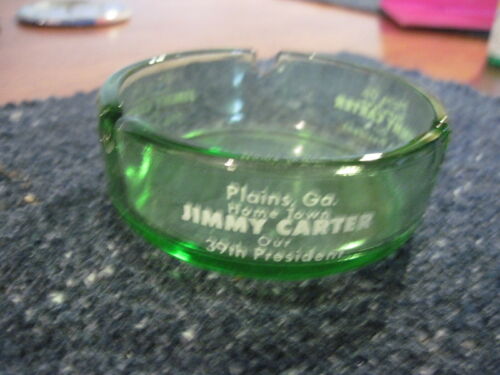 Plains, Ga.
Home Town
JIMMY CARTER
Our
39th President